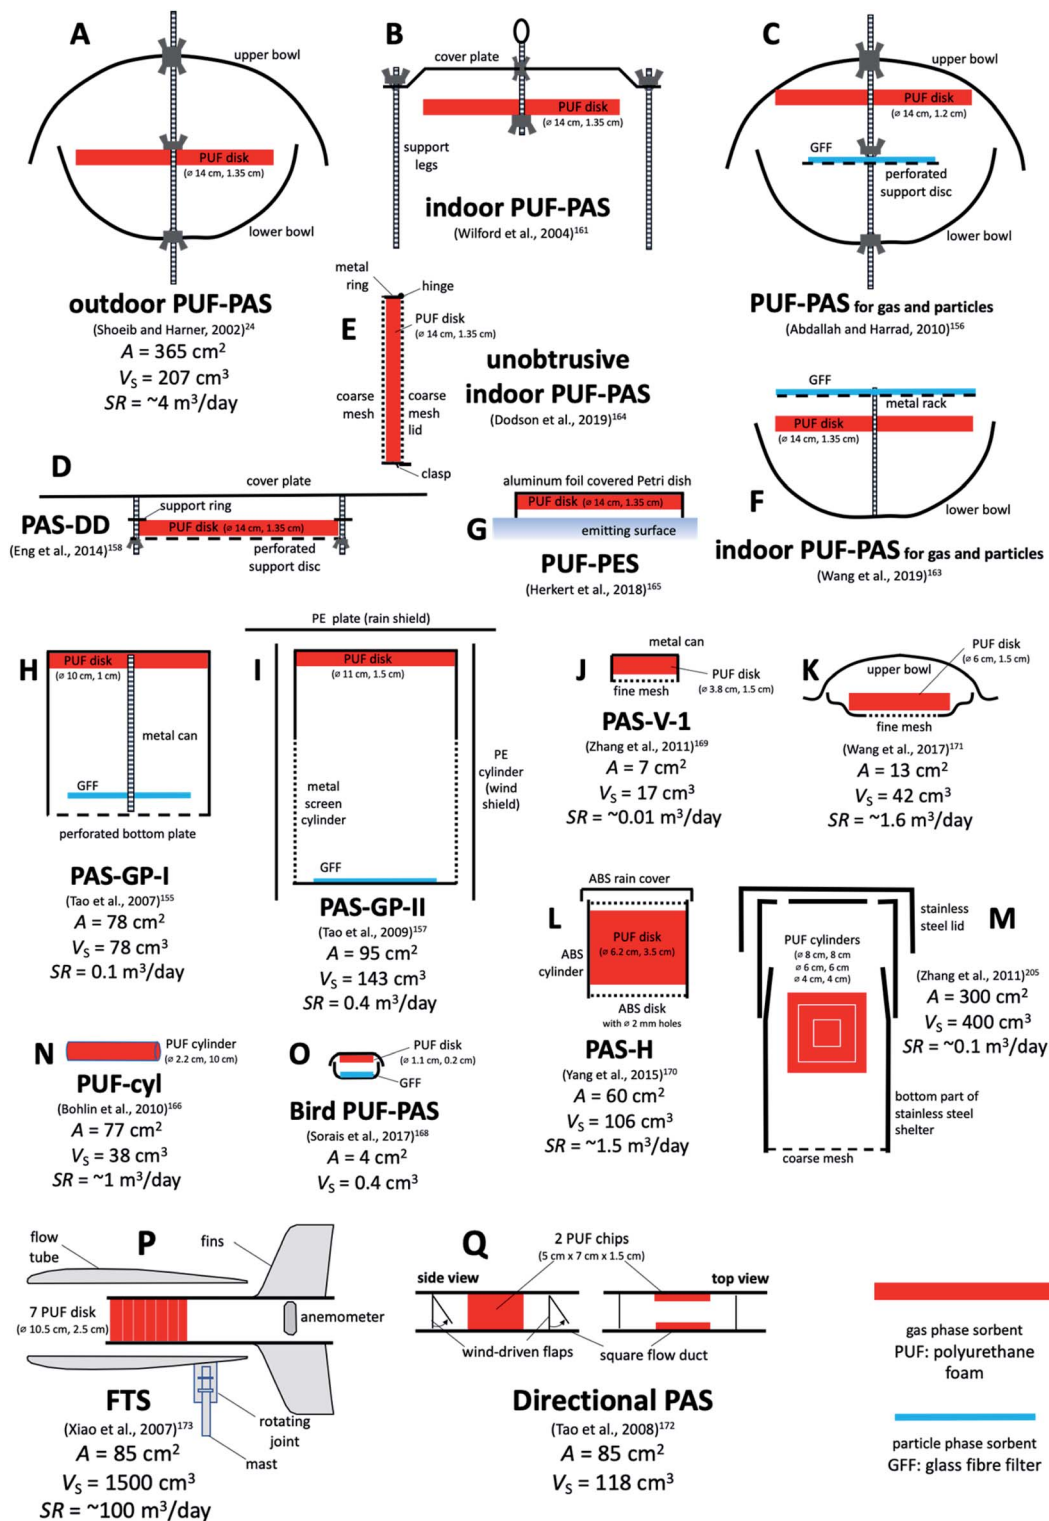 A
upper bowl
PUF disk
(ø 14 cm, 1.35 cm)
lower bowl
outdoor PUF-PAS
(Shoeib and Harner, 2002)24
A = 365 cm2
VS = 207 cm3
SR = ~4 m3/day
B
cover plate
PUF disk
(ø 14 cm, 1.35 cm)
support
legs
indoor PUF-PAS
(Wilford et al., 2004)161
C
upper bowl
PUF disk
(ø 14 cm, 1.2 cm)
GFF
perforated
support disc
lower bowl
PUF-PAS for gas and particles
(Abdallah and Harrad, 2010)156
metal
ring
hinge
E
PUF disk
(ø 14 cm, 1.35 cm)
coarse
mesh
coarse
mesh
lid
clasp
unobtrusive
indoor PUF-PAS
(Dodson et al., 2019)164
GFF
metal rack
PUF disk
(ø 14 cm, 1.35 cm)
F
lower bowl
indoor PUF-PAS for gas and particles
(Wang et al., 2019)163
D
cover plate
support ring
PAS-DD
(Eng et al., 2014)158
PUF disk (ø 14 cm, 1.35 cm)
perforated
support disc
aluminum foil covered Petri dish
PUF disk (ø 14 cm, 1.35 cm)
G
emitting surface
PUF-PES
(Herkert et al., 2018)165
H
PUF disk
(ø 10 cm, 1 cm)
metal can
GFF
perforated bottom plate
PAS-GP-I
(Tao et al., 2007)155
A = 78 cm2
VS = 78 cm3
SR = 0.1 m3/day
PE plate (rain shield)
I
PUF disk
(ø 11 cm, 1.5 cm)
metal
screen
cylinder
PE
cylinder
(wind
shield)
GFF
PAS-GP-II
(Tao et al., 2009)157
A = 95 cm2
VS = 143 cm3
SR = 0.4 m3/day
metal can
J
PUF disk
(ø 3.8 cm, 1.5 cm)
fine mesh
PAS-V-1
(Zhang et al., 2011)169
A = 7 cm2
VS = 17 cm3
SR = ~0.01 m3/day
PUF disk
(ø 6 cm, 1.5 cm)
K
upper bowl
fine mesh
(Wang et al., 2017)171
A = 13 cm2
VS = 42 cm3
SR = ~1.6 m3/day
ABS rain cover
L
PUF disk
(ø 6.2 cm, 3.5 cm)
ABS
cylinder
ABS disk
with ø 2 mm holes
PAS-H
(Yang et al., 2015)170
A = 60 cm2
VS = 106 cm3
SR = ~1.5 m3/day
stainless
steel lid
M
PUF cylinders
(ø 8 cm, 8 cm
ø 6 cm, 6 cm
ø 4 cm, 4 cm)
(Zhang et al., 2011)205
A = 300 cm2
VS = 400 cm3
SR = ~0.1 m3/day
bottom part of
stainless steel
shelter
coarse mesh
N
PUF cylinder
(ø 2.2 cm, 10 cm)
PUF-cyl
(Bohlin et al., 2010)166
A = 77 cm2
VS = 38 cm3
SR = ~1 m3/day
O
PUF disk
(ø 1.1 cm, 0.2 cm)
GFF
Bird PUF-PAS
(Sorais et al., 2017)168
A = 4 cm2
VS = 0.4 cm3
P
flow
tube
fins
7 PUF disk
(ø 10.5 cm, 2.5 cm)
anemometer
rotating
joint
mast
FTS
(Xiao et al., 2007)173
A = 85 cm2
VS = 1500 cm3
SR = ~100 m3/day
Q
2 PUF chips
(5 cm x 7 cm x 1.5 cm)
side view
top view
wind-driven flaps
square flow duct
Directional PAS
(Tao et al., 2008)172
A = 85 cm2
VS = 118 cm3
gas phase sorbent
PUF: polyurethane
foam
particle phase sorbent
GFF: glass fibre filter